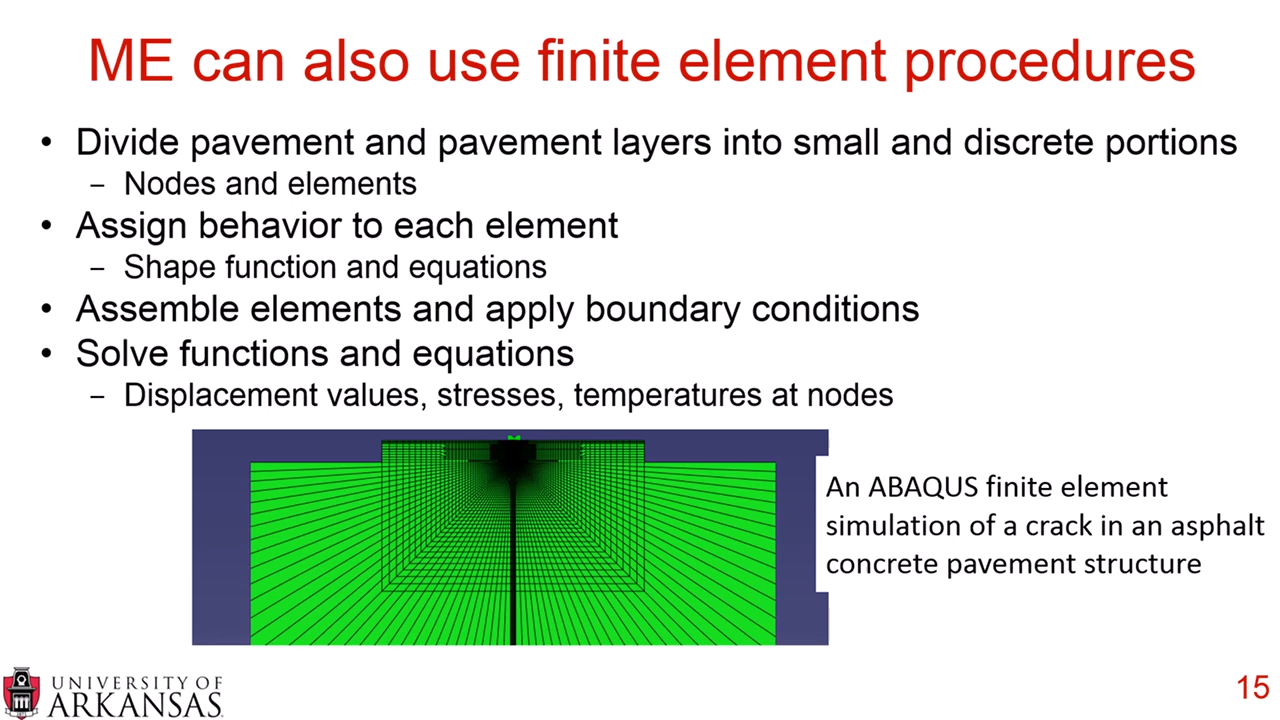 ME can also use finite element procedures
• Divide pavement and pavement layers into small and discrete portions
– Nodes and elements
• Assign behavior to each element
– Shape function and equations
• Assemble elements and apply boundary conditions
• Solve functions and equations
– Displacement values, stresses, temperatures at nodes
An ABAQUS finite element
simulation of a crack in an asphalt
concrete pavement structure
UNIVERSITY OF
ARKANSAS
15